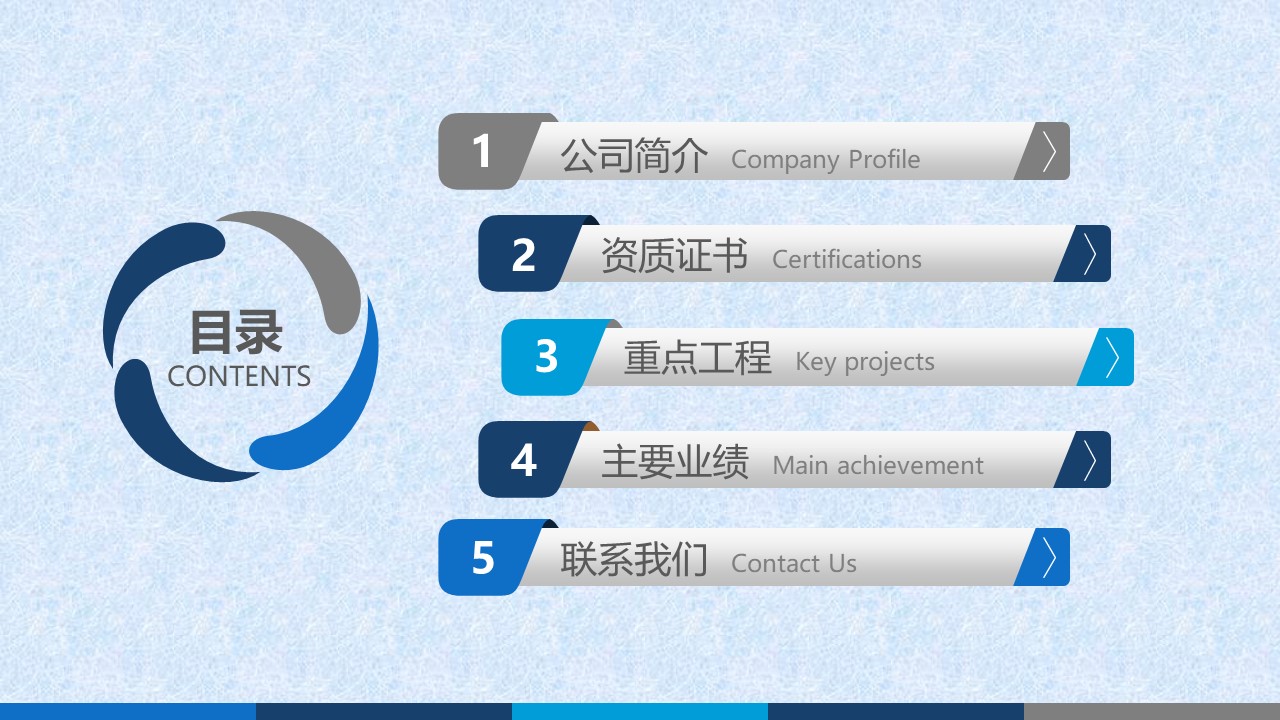 目录
CONTENTS
1 公司简介 Company Profile
2 资质证书 Certifications
3 重点工程 Key projects
4 主要业绩 Main achievement
5 联系我们 Contact Us